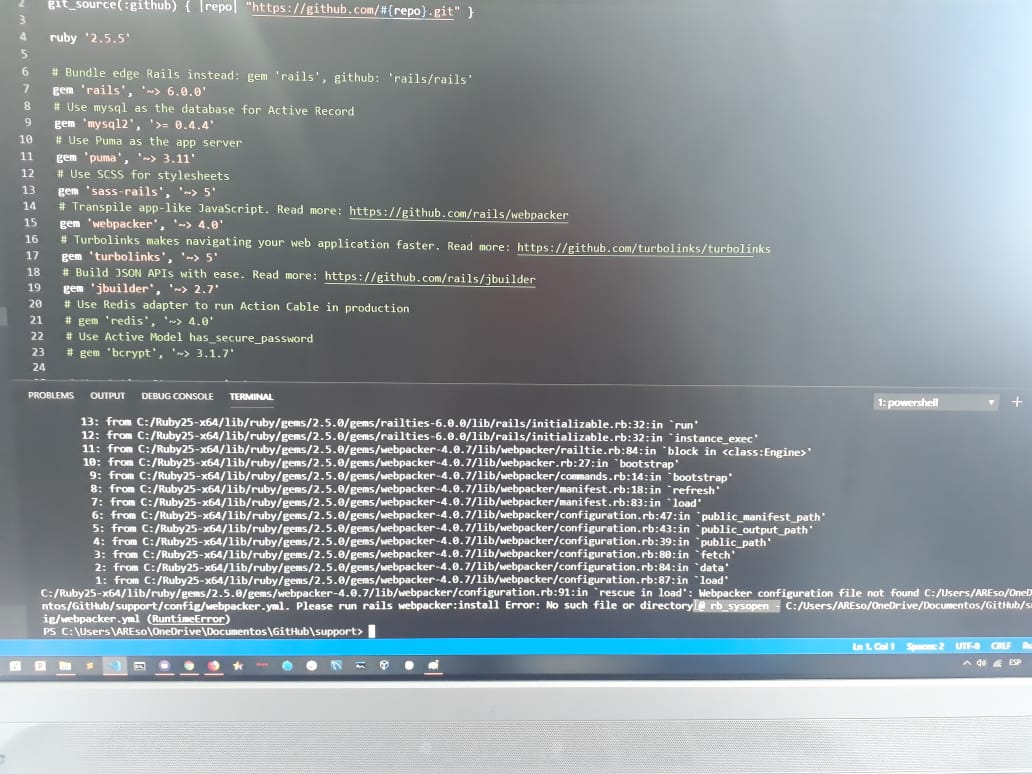 2 git_source(:github) { |repo| "https://github.com/#{repo}.git" }
3
4 ruby '2.5.5'
5
6 # Bundle edge Rails instead: gem 'rails', github: 'rails/rails'
7 gem 'rails', '~> 6.0.0'
8 # Use mysql as the database for Active Record
9 gem 'mysql2', '>= 0.4.4'
10 # Use Puma as the app server
11 gem 'puma', '~> 3.11'
12 # Use SCSS for stylesheets
13 gem 'sass-rails', '~> 5'
14 # Transpile app-like JavaScript. Read more: https://github.com/rails/webpacker
15 gem 'webpacker', '~> 4.0'
16 # Turbolinks makes navigating your web application faster. Read more: https://github.com/turbolinks/turbolinks
17 gem 'turbolinks', '~> 5'
18 # Build JSON APIs with ease. Read more: https://github.com/rails/jbuilder
19 gem 'jbuilder', '~> 2.7'
20 # Use Redis adapter to run Action Cable in production
21 # gem 'redis', '~> 4.0'
22 # Use Active Model has_secure_password
23 # gem 'bcrypt', '~> 3.1.7'
24
PROBLEMS OUTPUT DEBUG CONSOLE TERMINAL 1: powershell
13: from C:/Ruby25-x64/lib/ruby/gems/2.5.0/gems/railties-6.0.0/lib/rails/initializable.rb:32:in `run'
12: from C:/Ruby25-x64/lib/ruby/gems/2.5.0/gems/railties-6.0.0/lib/rails/initializable.rb:32:in `instance_exec'
11: from C:/Ruby25-x64/lib/ruby/gems/2.5.0/gems/webpacker-4.0.7/lib/webpacker/railtie.rb:84:in `block in <class:Engine>'
10: from C:/Ruby25-x64/lib/ruby/gems/2.5.0/gems/webpacker-4.0.7/lib/webpacker.rb:27:in `bootstrap'
9: from C:/Ruby25-x64/lib/ruby/gems/2.5.0/gems/webpacker-4.0.7/lib/webpacker/commands.rb:14:in `bootstrap'
8: from C:/Ruby25-x64/lib/ruby/gems/2.5.0/gems/webpacker-4.0.7/lib/webpacker/manifest.rb:18:in `refresh'
7: from C:/Ruby25-x64/lib/ruby/gems/2.5.0/gems/webpacker-4.0.7/lib/webpacker/manifest.rb:83:in `load'
6: from C:/Ruby25-x64/lib/ruby/gems/2.5.0/gems/webpacker-4.0.7/lib/webpacker/configuration.rb:47:in `public_manifest_path'
5: from C:/Ruby25-x64/lib/ruby/gems/2.5.0/gems/webpacker-4.0.7/lib/webpacker/configuration.rb:43:in `public_output_path'
4: from C:/Ruby25-x64/lib/ruby/gems/2.5.0/gems/webpacker-4.0.7/lib/webpacker/configuration.rb:39:in `public_path'
3: from C:/Ruby25-x64/lib/ruby/gems/2.5.0/gems/webpacker-4.0.7/lib/webpacker/configuration.rb:80:in `fetch'
2: from C:/Ruby25-x64/lib/ruby/gems/2.5.0/gems/webpacker-4.0.7/lib/webpacker/configuration.rb:84:in `data'
1: from C:/Ruby25-x64/lib/ruby/gems/2.5.0/gems/webpacker-4.0.7/lib/webpacker/configuration.rb:87:in `load'
C:/Ruby25-x64/lib/ruby/gems/2.5.0/gems/webpacker-4.0.7/lib/webpacker/configuration.rb:91:in `rescue in load': Webpacker configuration file not found C:/Users/AREso/OneD
ntos/GitHub/support/config/webpacker.yml. Please run rails webpacker:install Error: No such file or directory @ rb_sysopen - C:/Users/AREso/OneDrive/Documentos/GitHub/s
ig/webpacker.yml (RuntimeError)
PS C:\Users\AREso\OneDrive\Documentos\GitHub\support>
Ln 1, Col 1 Spaces: 2 UTF-8 CRLF Ru
ESP